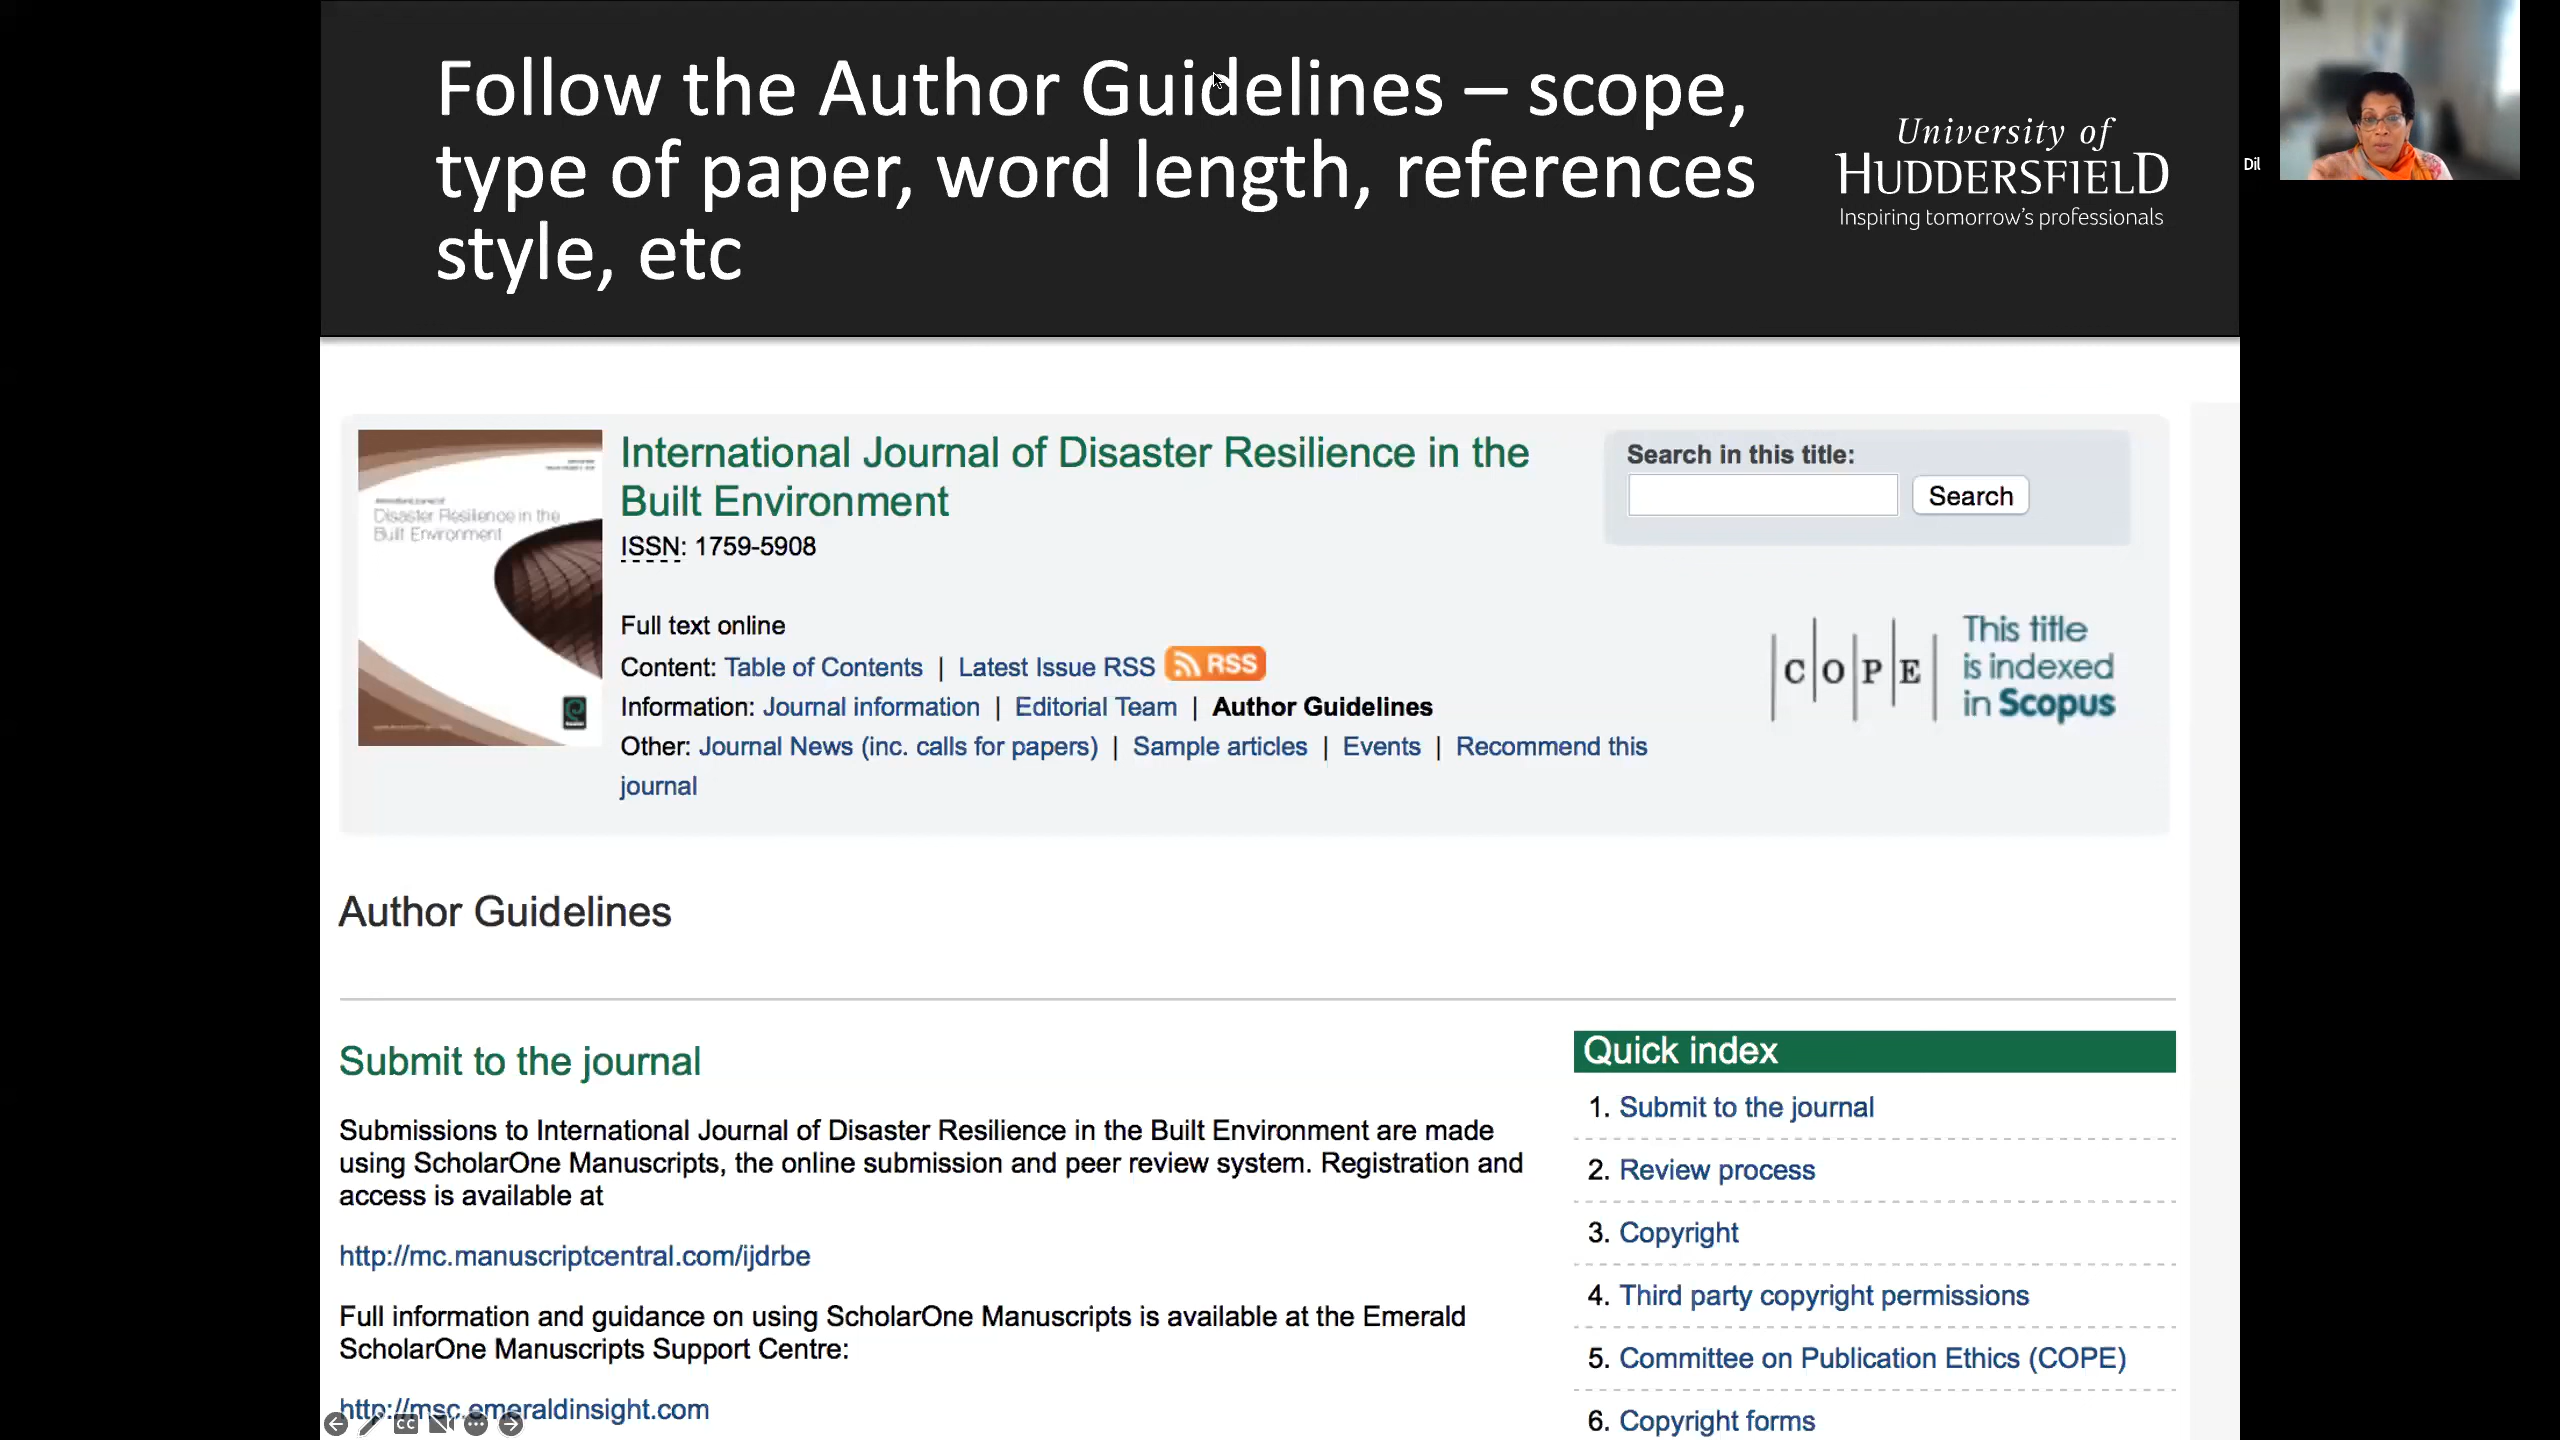 Follow the Author Guidelines – scope,
type of paper, word length, references
style, etc
University of
HUDDERSFIELD
Inspiring tomorrow's professionals
Dil
International Journal of Disaster Resilience in the
Built Environment
ISSN: 1759-5908
Disaster Resilience in the
Built Environment
Search in this title:
Search
Full text online
Content: Table of Contents | Latest Issue RSS RSS
Information: Journal information | Editorial Team | Author Guidelines
Other: Journal News (inc. calls for papers) | Sample articles | Events | Recommend this
journal
COPE
This title
is indexed
in Scopus
Author Guidelines
Submit to the journal
Submissions to International Journal of Disaster Resilience in the Built Environment are made
using ScholarOne Manuscripts, the online submission and peer review system. Registration and
access is available at
http://mc.manuscriptcentral.com/ijdrbe
Full information and guidance on using ScholarOne Manuscripts is available at the Emerald
ScholarOne Manuscripts Support Centre:
http://msc.emeraldinsight.com
CC
Quick index
1. Submit to the journal
2. Review process
3. Copyright
4. Third party copyright permissions
5. Committee on Publication Ethics (COPE)
6. Copyright forms